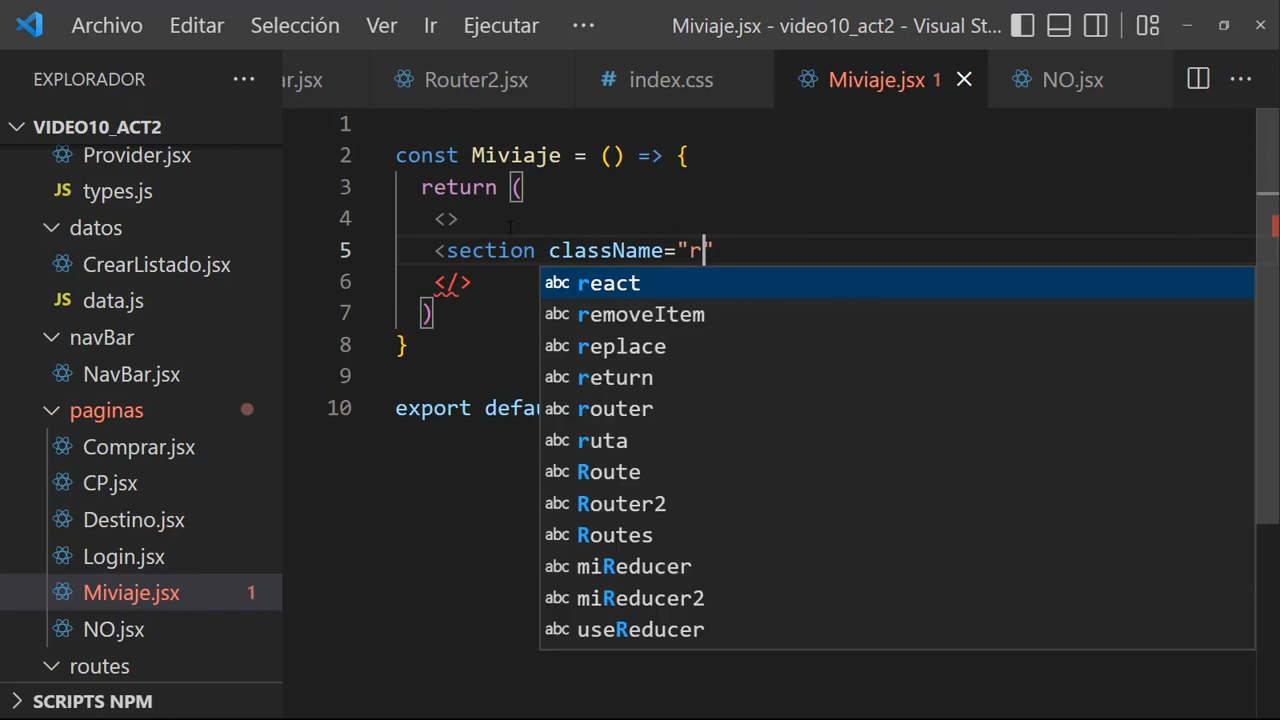 Archivo Editar Selección Ver Ir Ejecutar ··· Miviaje.jsx - video10_act2 - Visual St...
EXPLORADOR ···
ar.jsx Router2.jsx # index.css Miviaje.jsx 1 NO.jsx ···
VIDEO10_ACT2
Provider.jsx
JS types.js
datos
CrearListado.jsx
JS data.js
navBar
NavBar.jsx
paginas
Comprar.jsx
CP.jsx
Destino.jsx
Login.jsx
Miviaje.jsx 1
NO.jsx
routes
SCRIPTS NPM
1
2 const Miviaje = () => {
3 return (
4 <>
5 <section className="r"
6 </>
7 )
8 }
9
10 export defau
abc react
abc removeItem
abc replace
abc return
abc router
abc ruta
abc Route
abc Router2
abc Routes
abc miReducer
abc miReducer2
abc useReducer